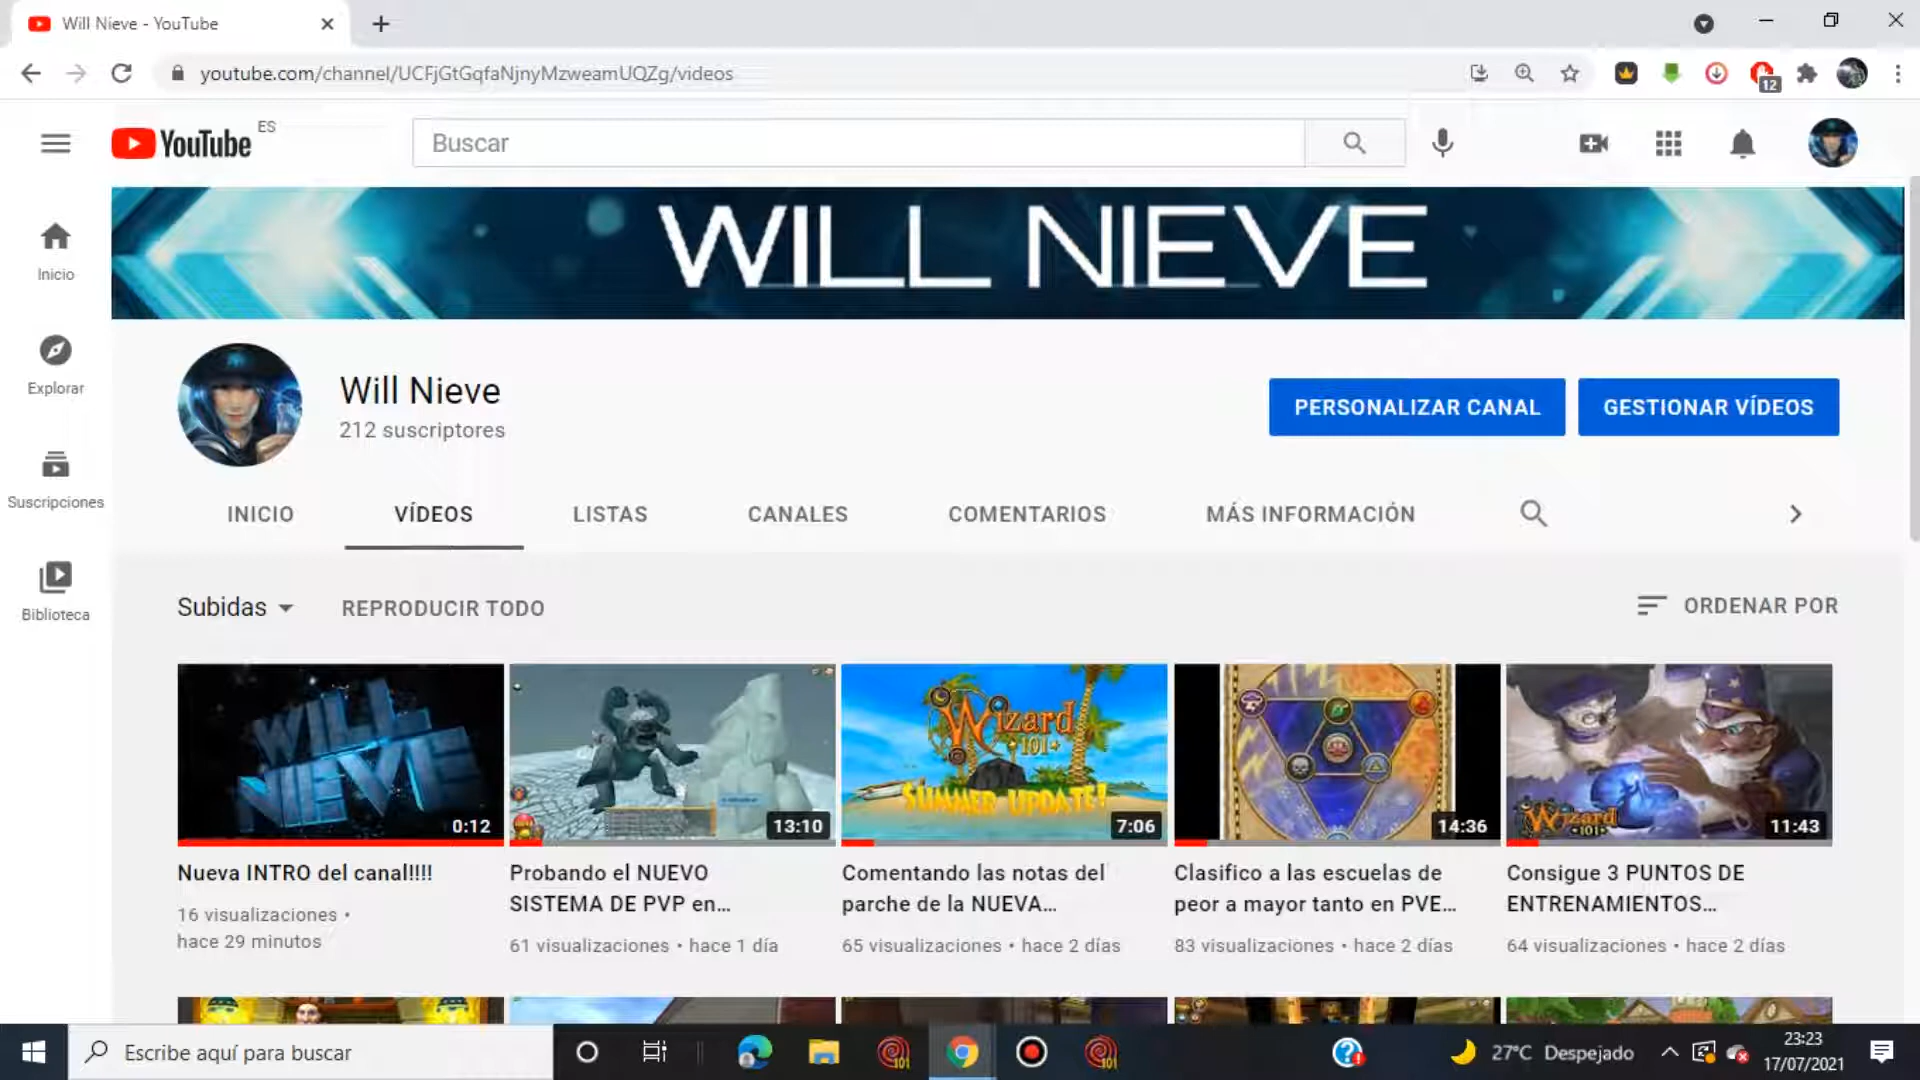 Will Nieve - YouTube
youtube.com/channel/UCFjGtGqfaNjnyMzweamUQZg/videos
12
YouTube ES
Buscar
WILL NIEVE
Inicio
Explorar
Suscripciones
Biblioteca
Will Nieve
212 suscriptores
PERSONALIZAR CANAL
GESTIONAR VÍDEOS
INICIO
VÍDEOS
LISTAS
CANALES
COMENTARIOS
MÁS INFORMACIÓN
Subidas
REPRODUCIR TODO
ORDENAR POR
WILL
NIEVE
0:12
Nueva INTRO del canal!!!!
16 visualizaciones •
hace 29 minutos
13:10
Probando el NUEVO
SISTEMA DE PVP en...
61 visualizaciones • hace 1 día
Wizard
101
SUMMER UPDATE!
7:06
Comentando las notas del
parche de la NUEVA...
65 visualizaciones • hace 2 días
14:36
Clasifico a las escuelas de
peor a mayor tanto en PVE...
83 visualizaciones • hace 2 días
Wizard
101
11:43
Consigue 3 PUNTOS DE
ENTRENAMIENTOS...
64 visualizaciones • hace 2 días
Escribe aquí para buscar
101
101
27°C Despejado
23:23
17/07/2021